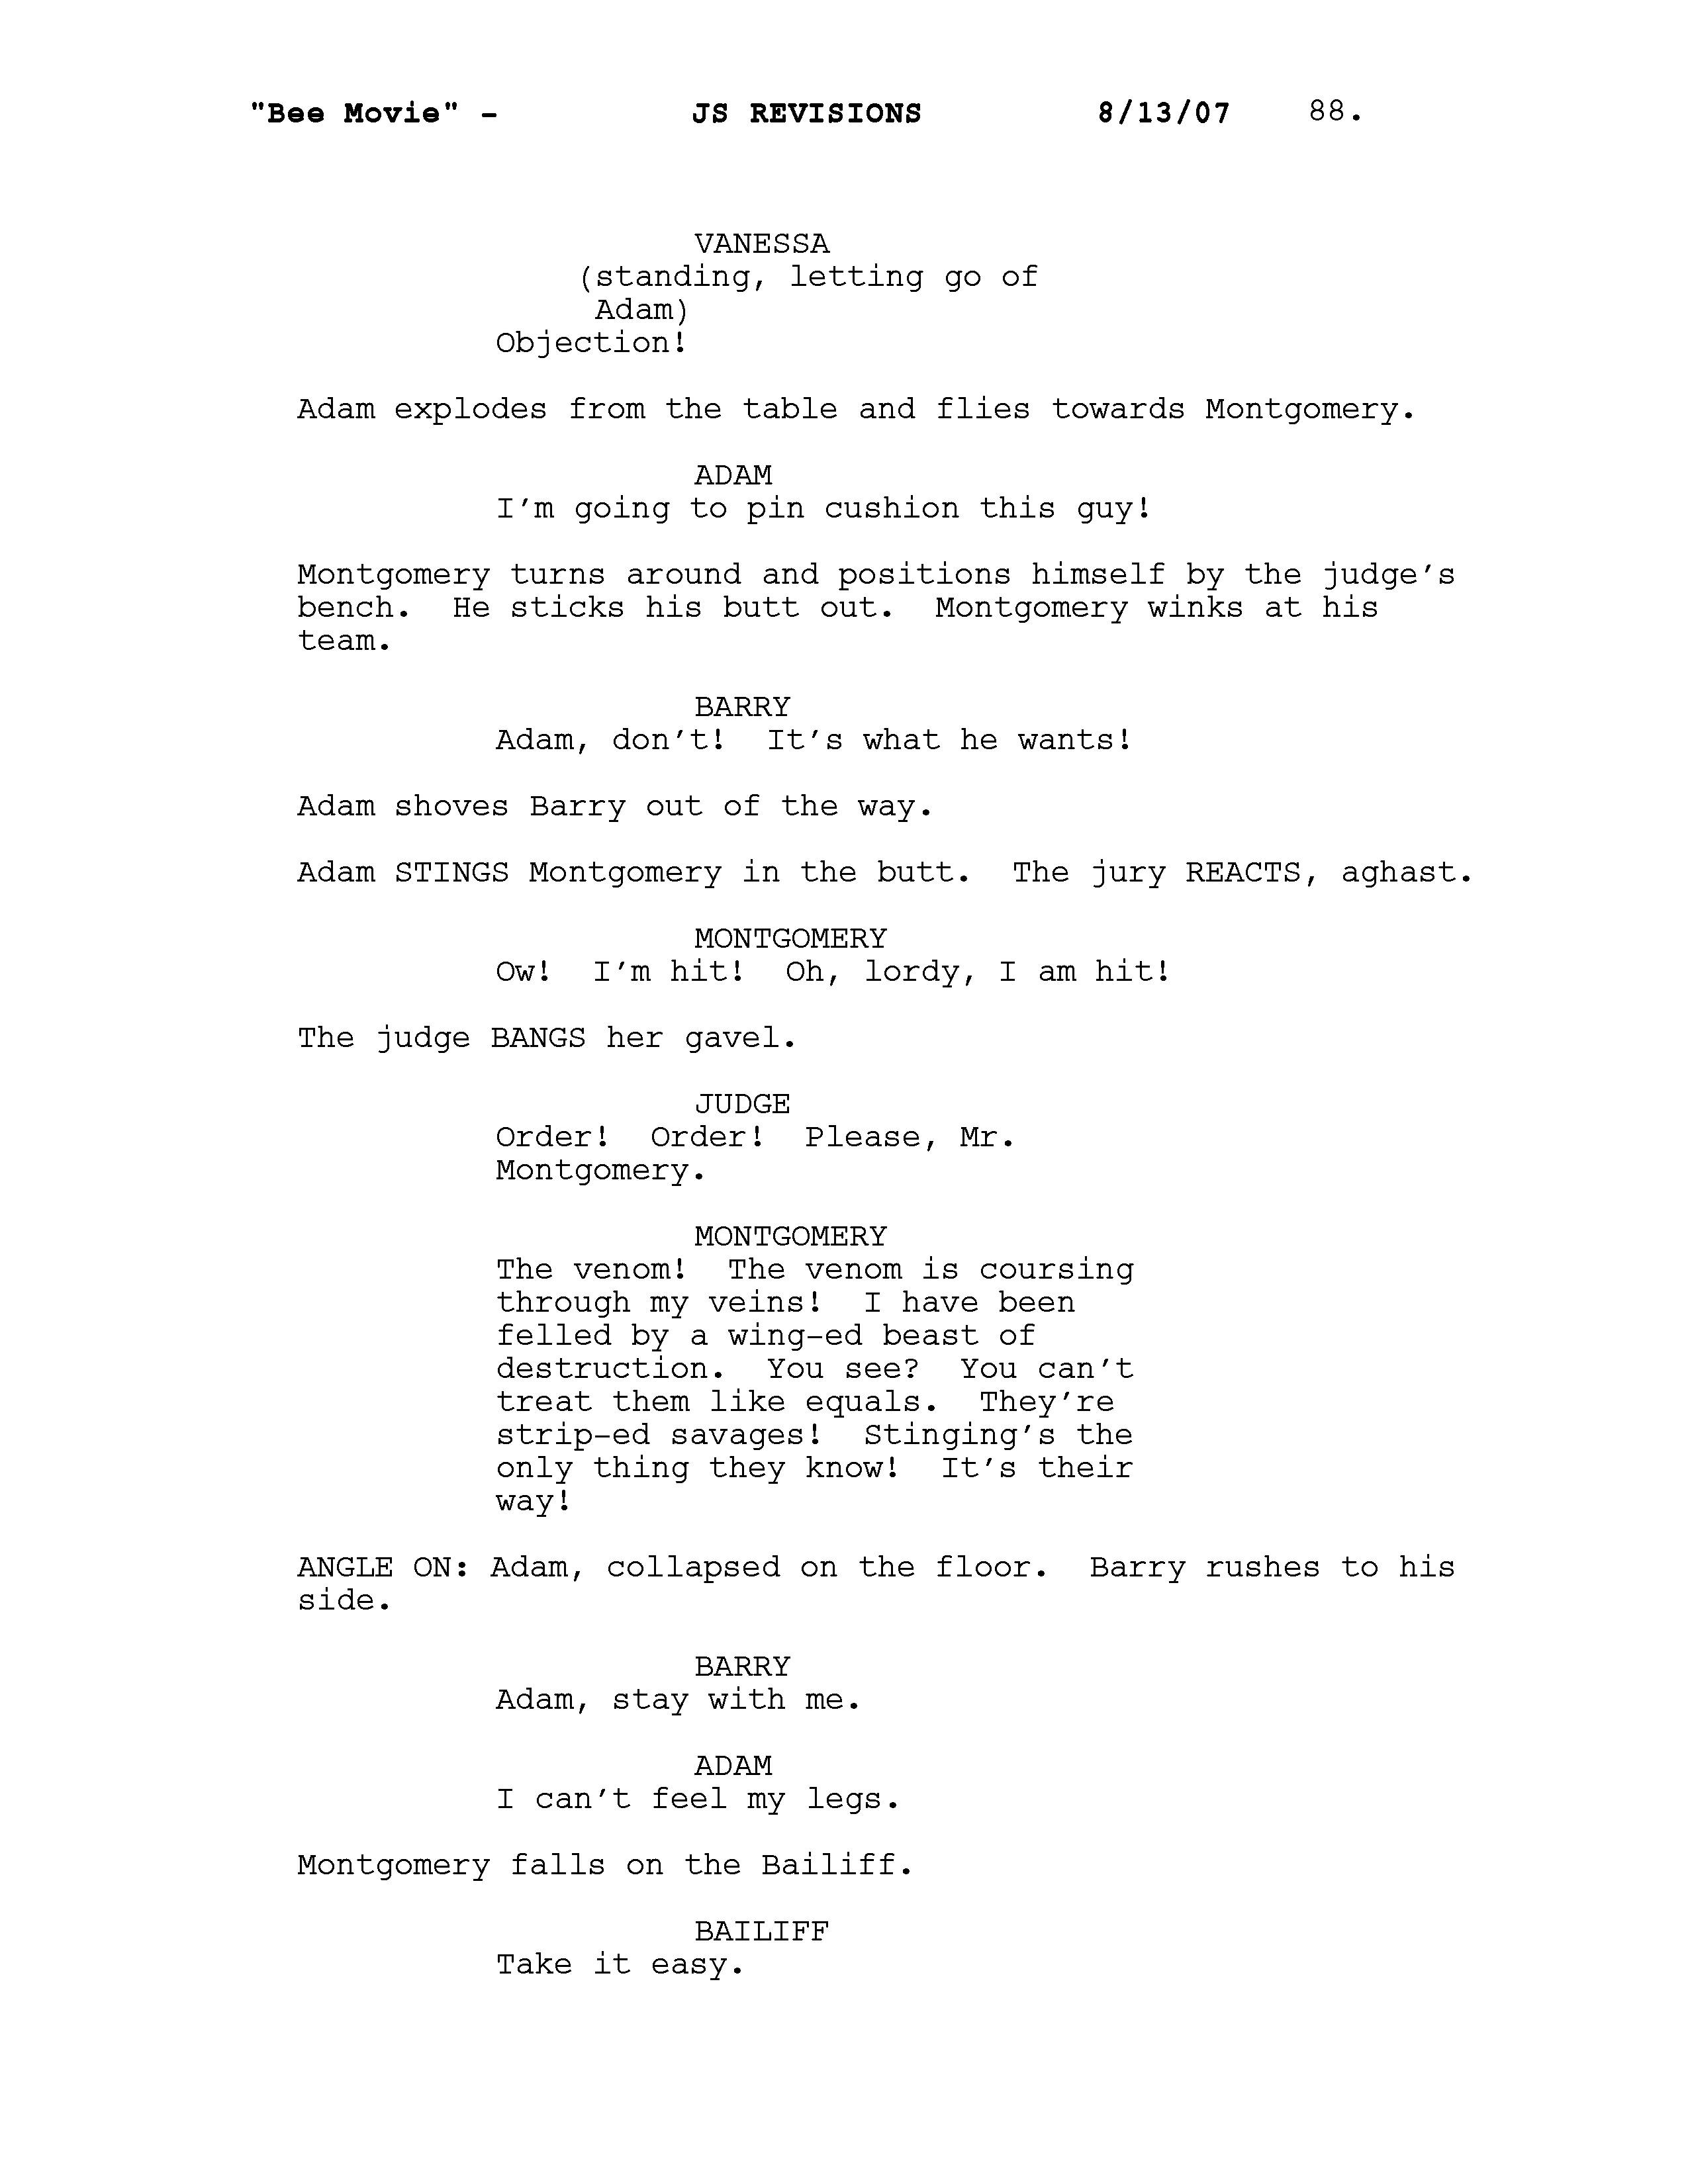 "Bee Movie" - JS REVISIONS 8/13/07 88.
VANESSA
(standing, letting go of
Adam)
Objection!
Adam explodes from the table and flies towards Montgomery.
ADAM
I’m going to pin cushion this guy!
Montgomery turns around and positions himself by the judge’s
bench.  He sticks his butt out.  Montgomery winks at his
team.
BARRY
Adam, don’t!  It’s what he wants!
Adam shoves Barry out of the way.
Adam STINGS Montgomery in the butt.  The jury REACTS, aghast.
MONTGOMERY
Ow!  I’m hit!  Oh, lordy, I am hit!
The judge BANGS her gavel.
JUDGE
Order!  Order!  Please, Mr.
Montgomery.
MONTGOMERY
The venom!  The venom is coursing
through my veins!  I have been
felled by a wing-ed beast of
destruction.  You see?  You can’t
treat them like equals.  They’re
strip-ed savages!  Stinging’s the
only thing they know!  It’s their
way!
ANGLE ON: Adam, collapsed on the floor.  Barry rushes to his
side.
BARRY
Adam, stay with me.
ADAM
I can’t feel my legs.
Montgomery falls on the Bailiff.
BAILIFF
Take it easy.